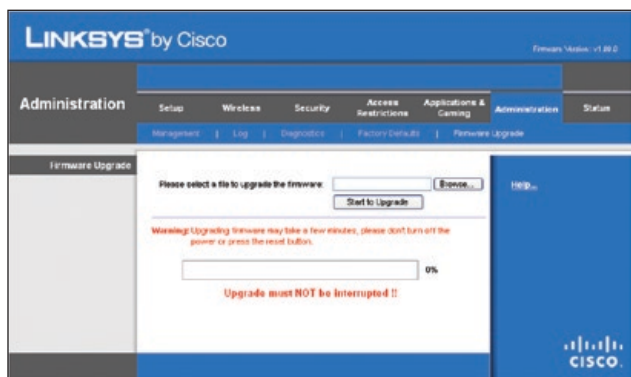 LINKSYS® by Cisco
Firmware Version: v1.00.0
Administration
Setup
Wireless
Security
Access Restrictions
Applications & Gaming
Administration
Status
Management | Log | Diagnostics | Factory Defaults | Firmware Upgrade
Firmware Upgrade
Please select a file to upgrade the firmware: Browse...
Start to Upgrade
Help...
Warning: Upgrading firmware may take a few minutes, please don't turn off the
power or press the reset button.
0%
Upgrade must NOT be interrupted !!
CISCO.